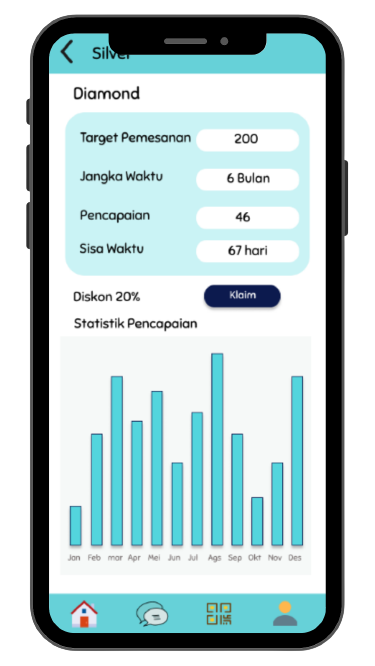 Silver
Diamond
Target Pemesanan 200
Jangka Waktu 6 Bulan
Pencapaian 46
Sisa Waktu 67 hari
Diskon 20% Klaim
Statistik Pencapaian
Jan Feb mar Apr Mei Jun Jul Ags Sep Okt Nov Des